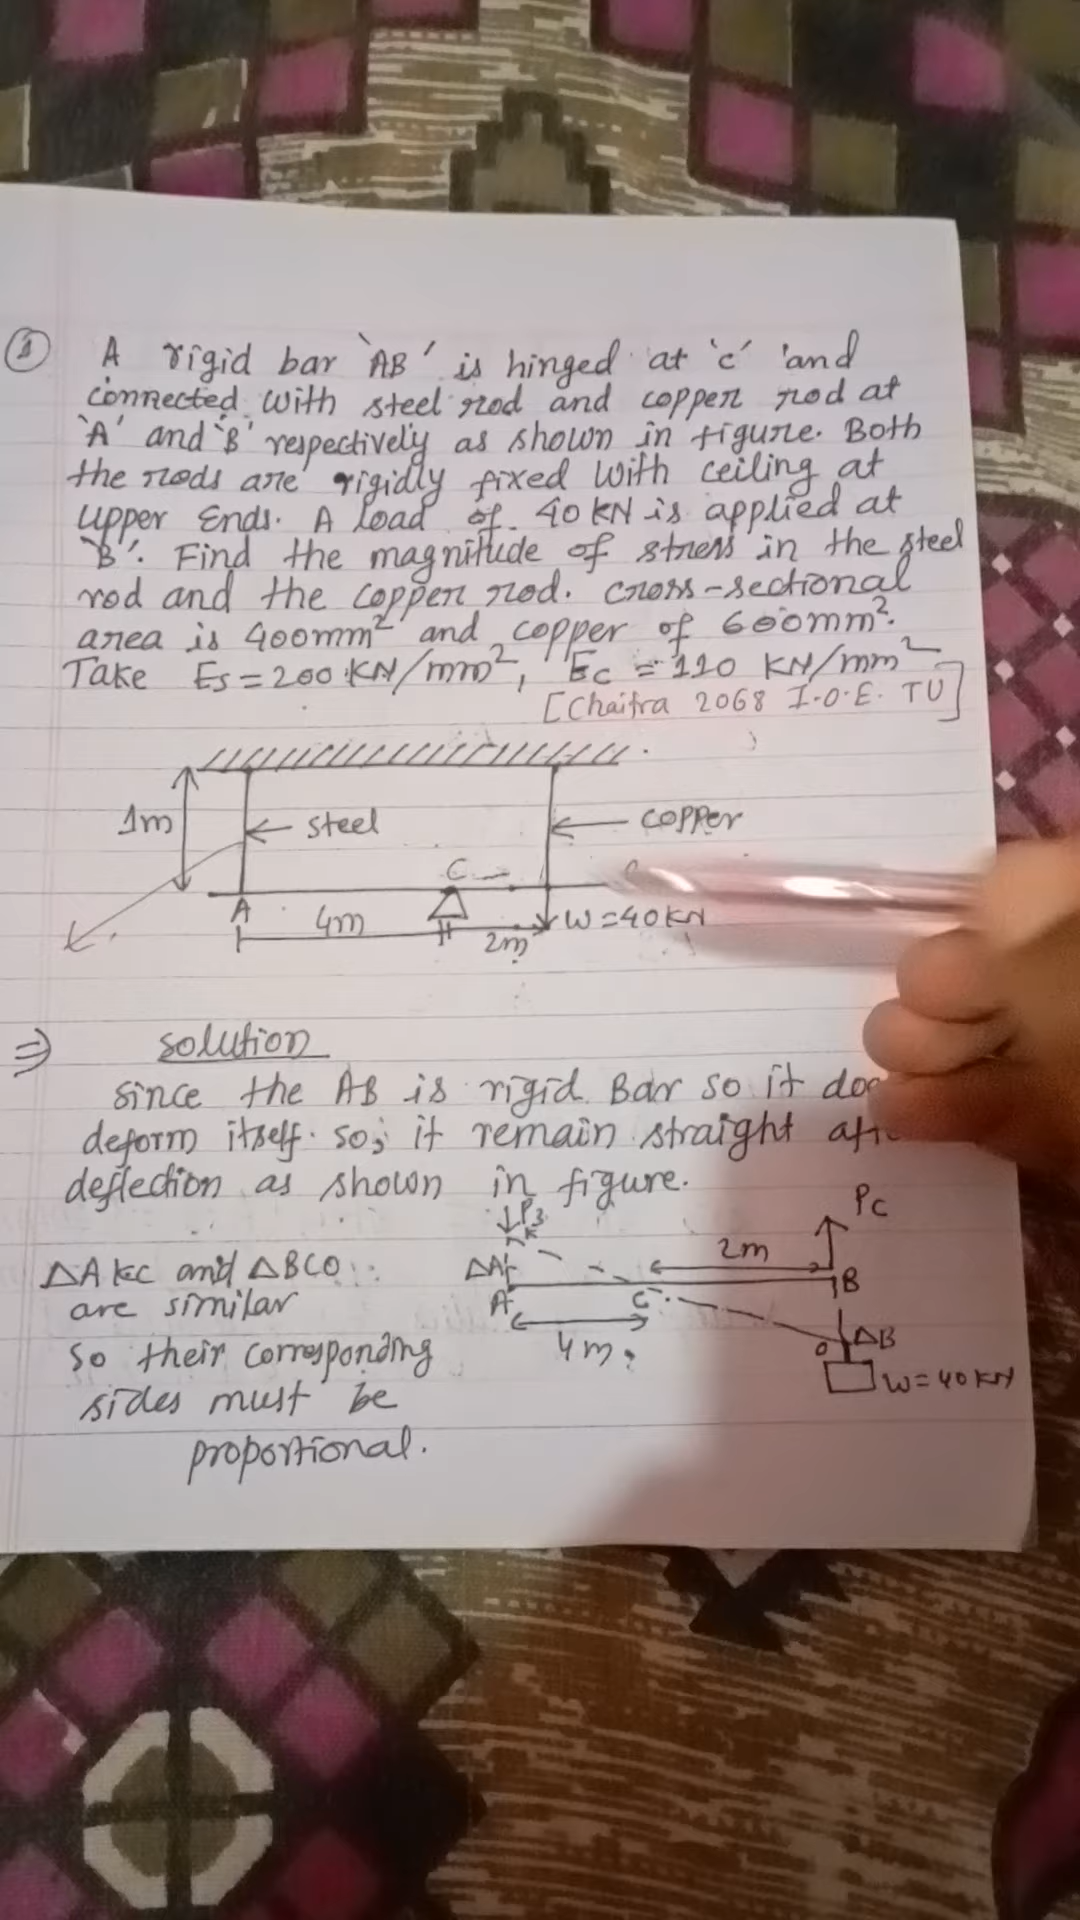 ①
A rigid bar `AB' is hinged at `c' and
connected with steel rod and copper rod at
`A' and `B' respectively as shown in figure. Both
the rods are rigidly fixed with ceiling at
upper Ends. A load of 40 KN is applied at
`B'. Find the magnitude of stress in the steel
rod and the copper rod. cross-sectional
area is 400mm² and copper of 600mm².
Take Es = 200 KN/mm², Ec = 110 KN/mm²
[Chaitra 2068 I.O.E. TU]
1m
steel
copper
C
A
4m
2m
W = 40 KN
⇒ solution
since the AB is rigid Bar so it
deform itself. so, it remain straight
deflection as shown in figure.
Pc
2m
ΔAKC and ΔBCO
ΔA
K
B
are similar
A
C
4m.
ΔB
so their corresponding
O
W = 40 KN
sides must be
proportional.